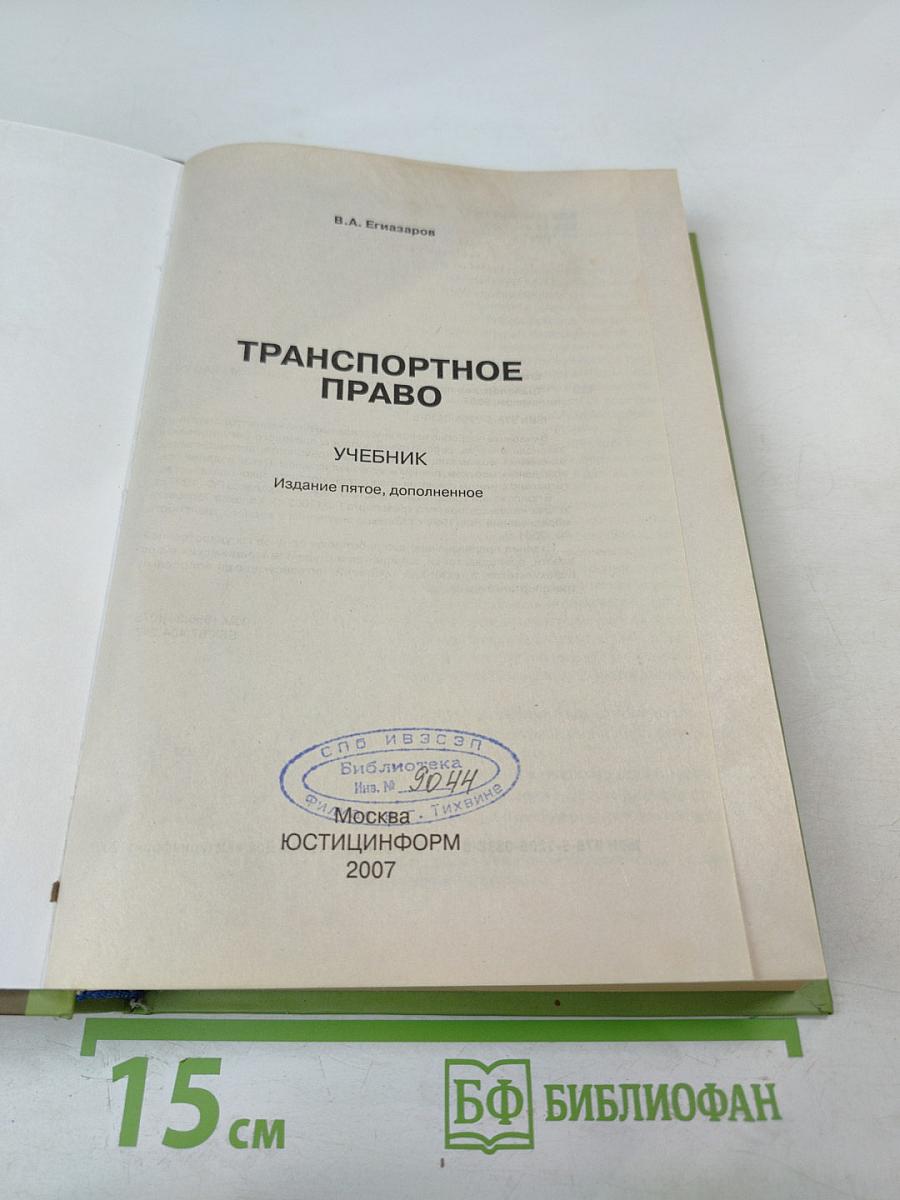 В.А. Егиазаров
ТРАНСПОРТНОЕ
ПРАВО
УЧЕБНИК
Издание пятое, дополненное
СПб ИВЭСЭП
Библиотека
Инв. № 9044
Филиал в г. Тихвине
Москва
ЮСТИЦИНФОРМ
2007
15 см
БФ БИБЛИОФАН